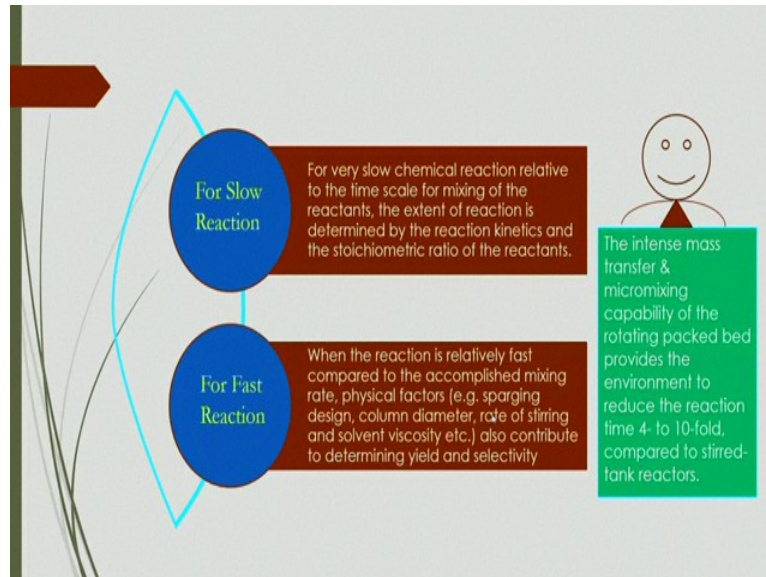 For Slow
Reaction
For very slow chemical reaction relative
to the time scale for mixing of the
reactants, the extent of reaction is
determined by the reaction kinetics and
the stoichiometric ratio of the reactants.
For Fast
Reaction
When the reaction is relatively fast
compared to the accomplished mixing
rate, physical factors (e.g. sparging
design, column diameter, rate of stirring
and solvent viscosity etc.) also contribute
to determining yield and selectivity
The intense mass
transfer &
micromixing
capability of the
rotating packed bed
provides the
environment to
reduce the reaction
time 4- to 10-fold,
compared to stirred-
tank reactors.